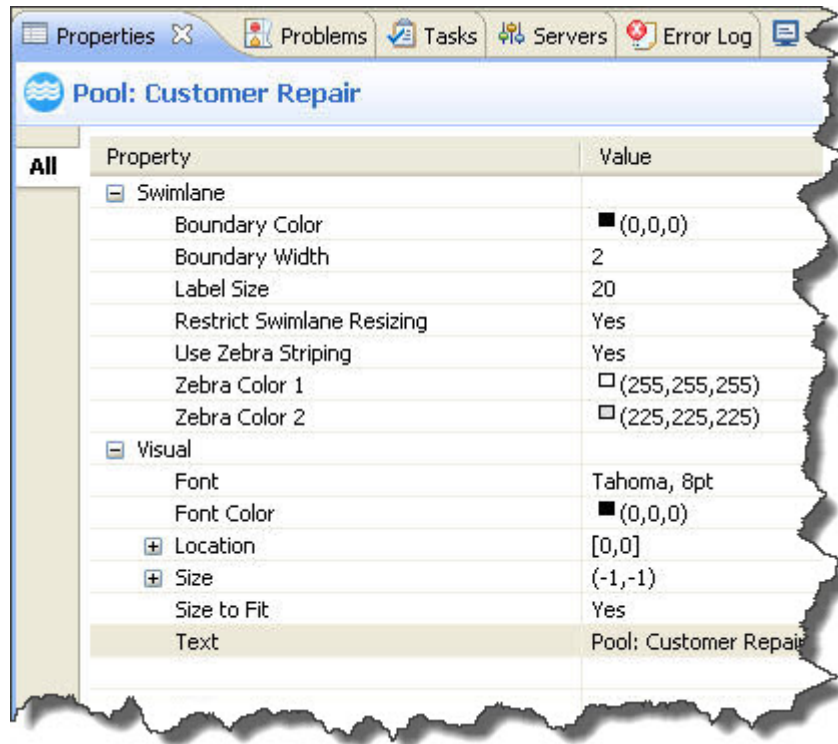 Properties Problems Tasks Servers Error Log
Pool: Customer Repair
All
Property Value
Swimlane
Boundary Color (0,0,0)
Boundary Width 2
Label Size 20
Restrict Swimlane Resizing Yes
Use Zebra Striping Yes
Zebra Color 1 (255,255,255)
Zebra Color 2 (225,225,225)
Visual
Font Tahoma, 8pt
Font Color (0,0,0)
Location [0,0]
Size (-1,-1)
Size to Fit Yes
Text Pool: Customer Repair